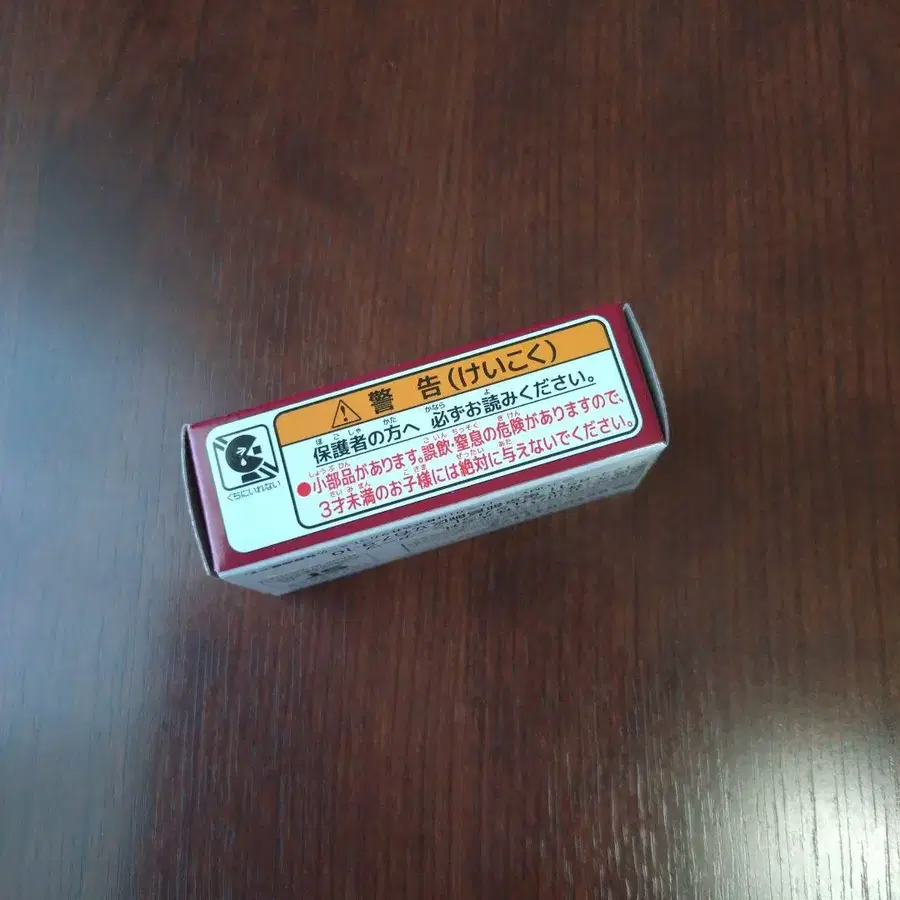 警告(けいこく)
保護者の方へ 必ずお読みください。
●小部品があります。誤飲・窒息の危険がありますので、
3才未満のお子様には絶対に与えないでください。
くちにいれない